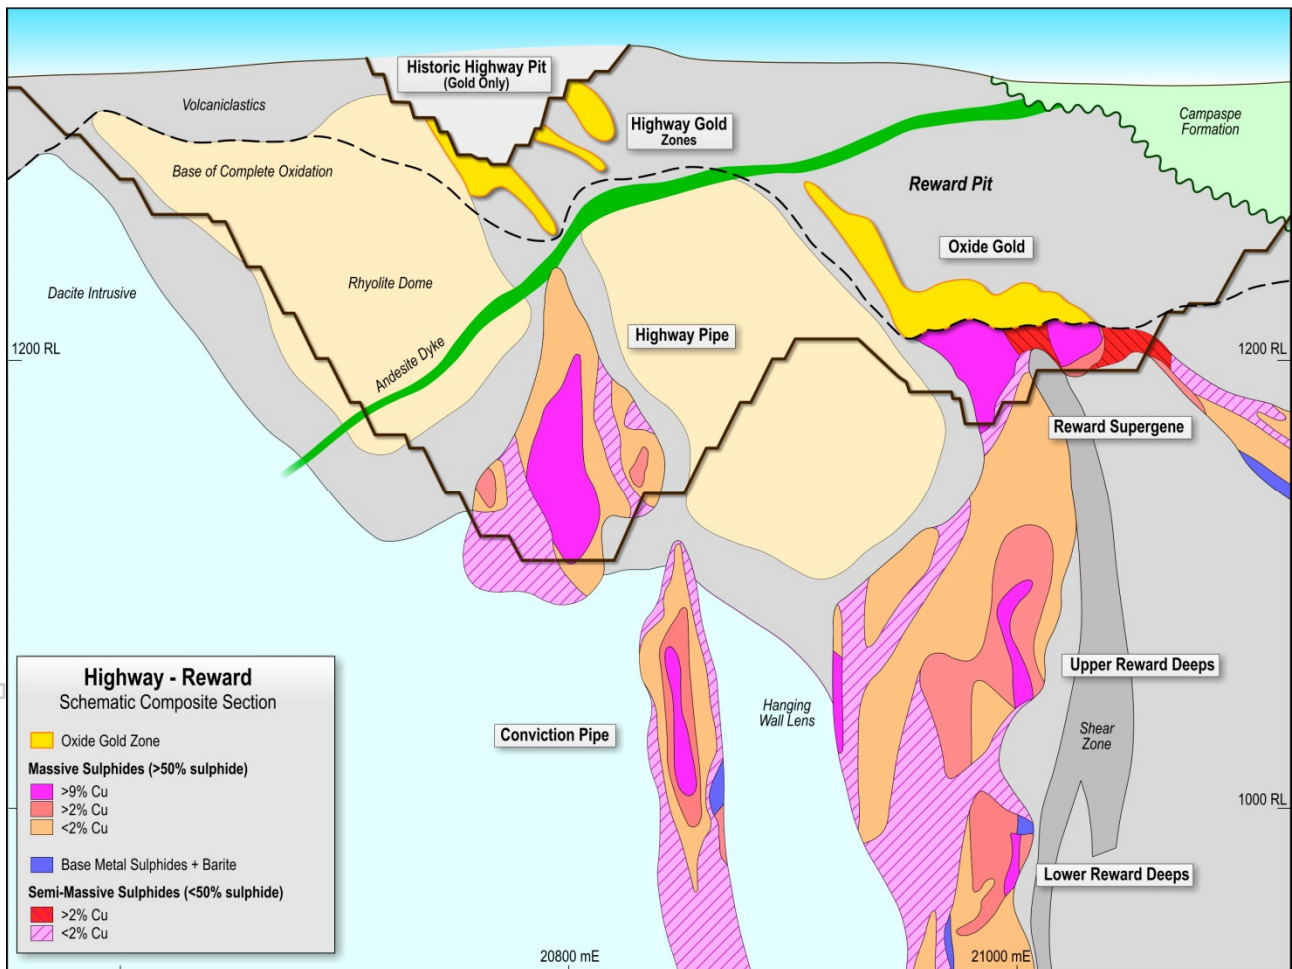 Historic Highway Pit
(Gold Only)
Volcaniclastics
Highway Gold
Zones
Campaspe
Formation
Base of Complete Oxidation
Reward Pit
Oxide Gold
Dacite Intrusive
Rhyolite Dome
Highway Pipe
1200 RL
1200 RL
Andesite Dyke
Reward Supergene
Upper Reward Deeps
Hanging
Wall Lens
Conviction Pipe
Shear
Zone
1000 RL
Lower Reward Deeps
20800 mE
21000 mE
Highway - Reward
Schematic Composite Section
Oxide Gold Zone
Massive Sulphides (>50% sulphide)
>9% Cu
>2% Cu
<2% Cu
Base Metal Sulphides + Barite
Semi-Massive Sulphides (<50% sulphide)
>2% Cu
<2% Cu